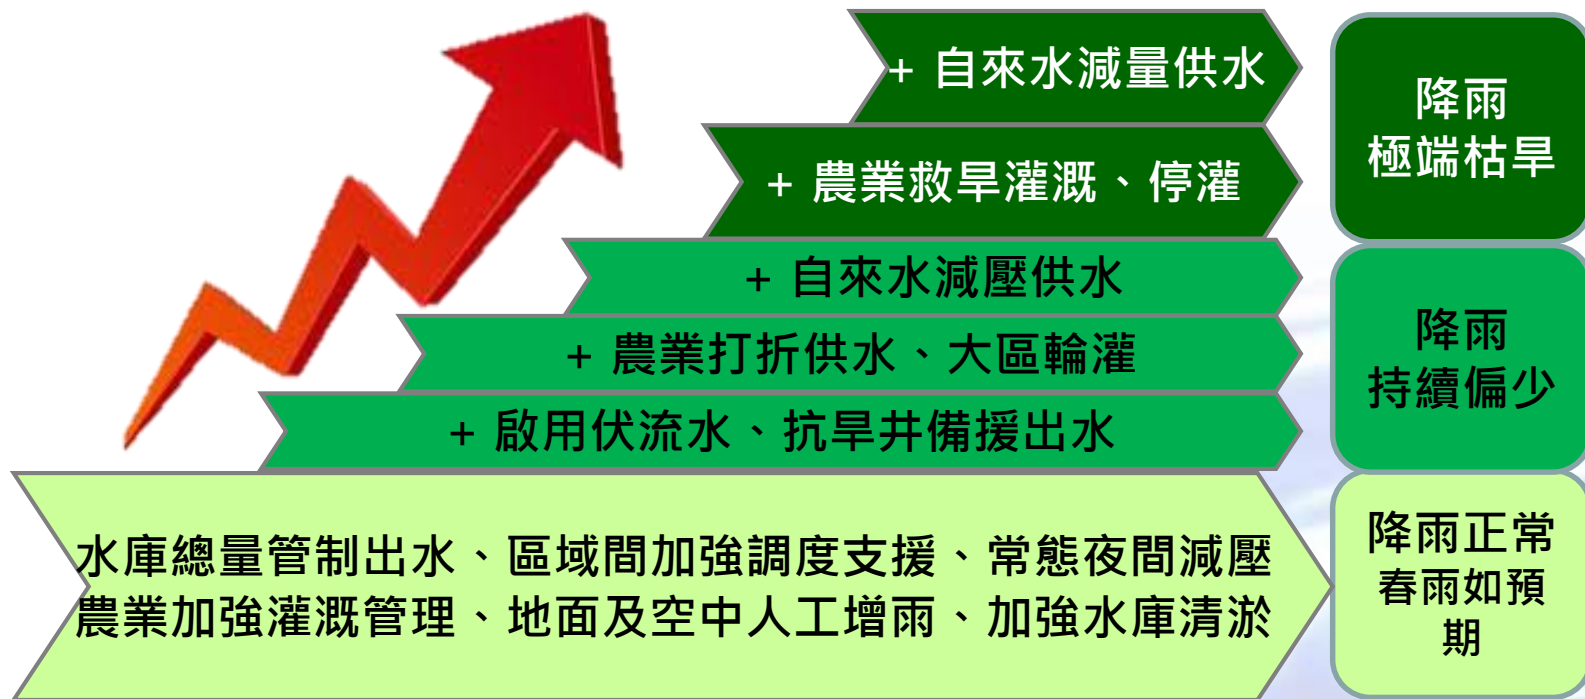 + 自來水減量供水
+ 農業救旱灌溉、停灌
降雨
極端枯旱
+ 自來水減壓供水
+ 農業打折供水、大區輪灌
+ 啟用伏流水、抗旱井備援出水
降雨
持續偏少
水庫總量管制出水、區域間加強調度支援、常態夜間減壓
農業加強灌溉管理、地面及空中人工增雨、加強水庫清淤
降雨正常
春雨如預
期